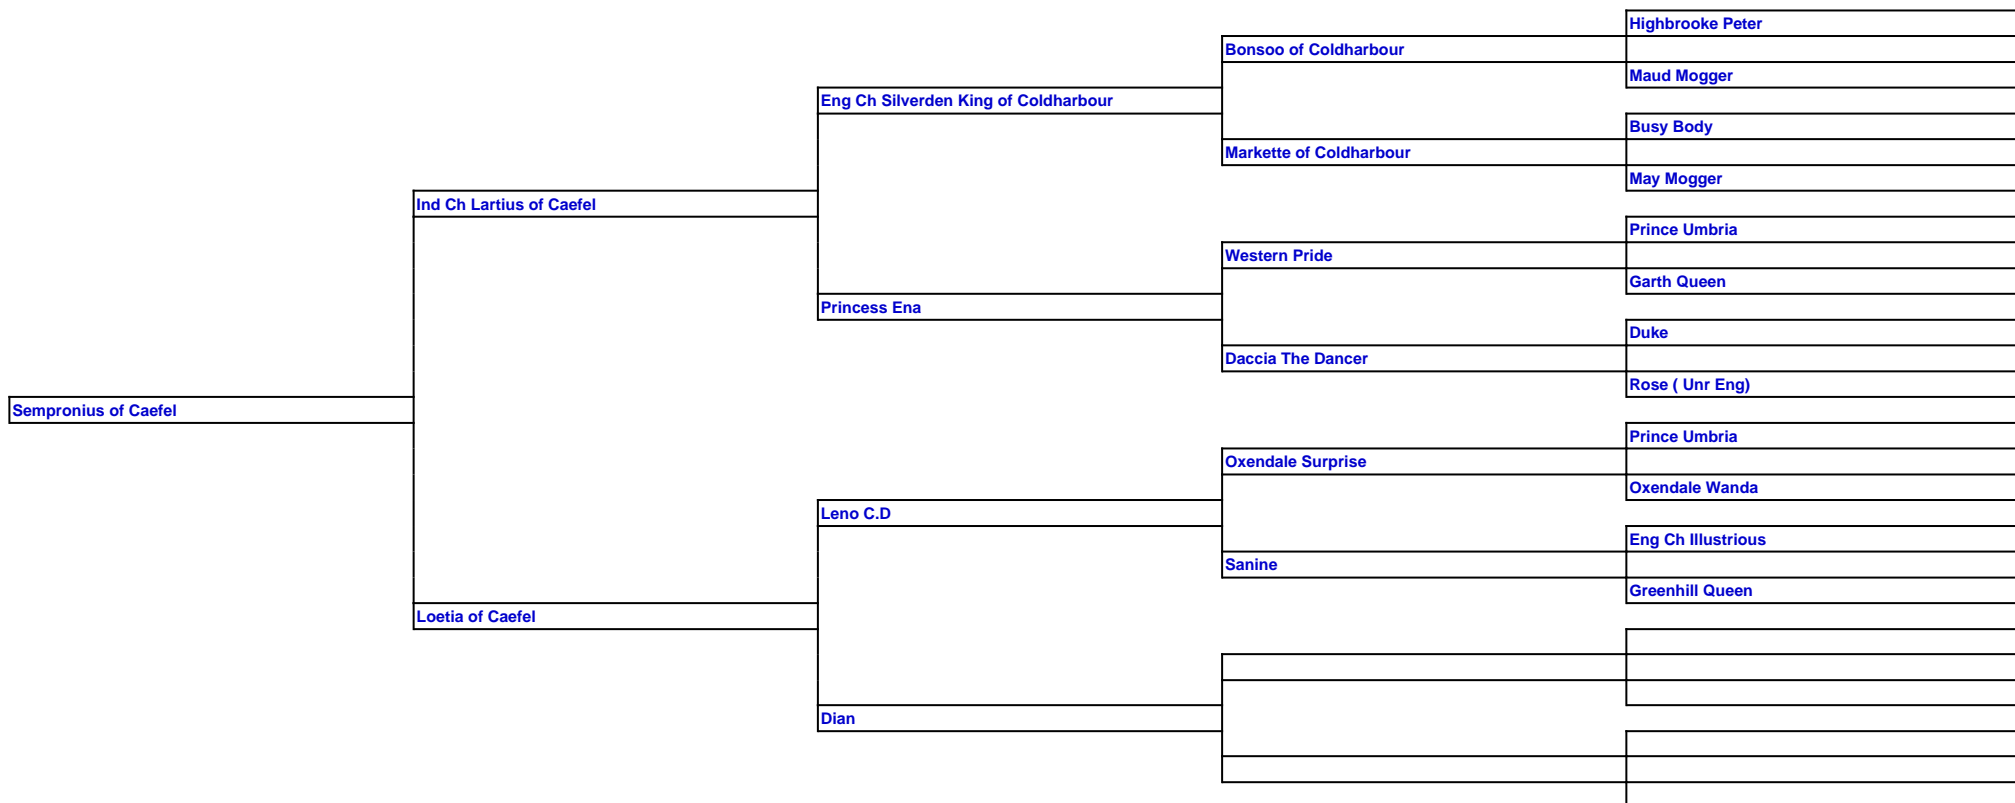 Highbrooke Peter
Bonsoo of Coldharbour
Maud Mogger
Eng Ch Silverden King of Coldharbour
Busy Body
Markette of Coldharbour
May Mogger
Ind Ch Lartius of Caefel
Prince Umbria
Western Pride
Garth Queen
Princess Ena
Duke
Daccia The Dancer
Rose ( Unr Eng)
Sempronius of Caefel
Prince Umbria
Oxendale Surprise
Oxendale Wanda
Leno C.D
Eng Ch Illustrious
Sanine
Greenhill Queen
Loetia of Caefel
Dian